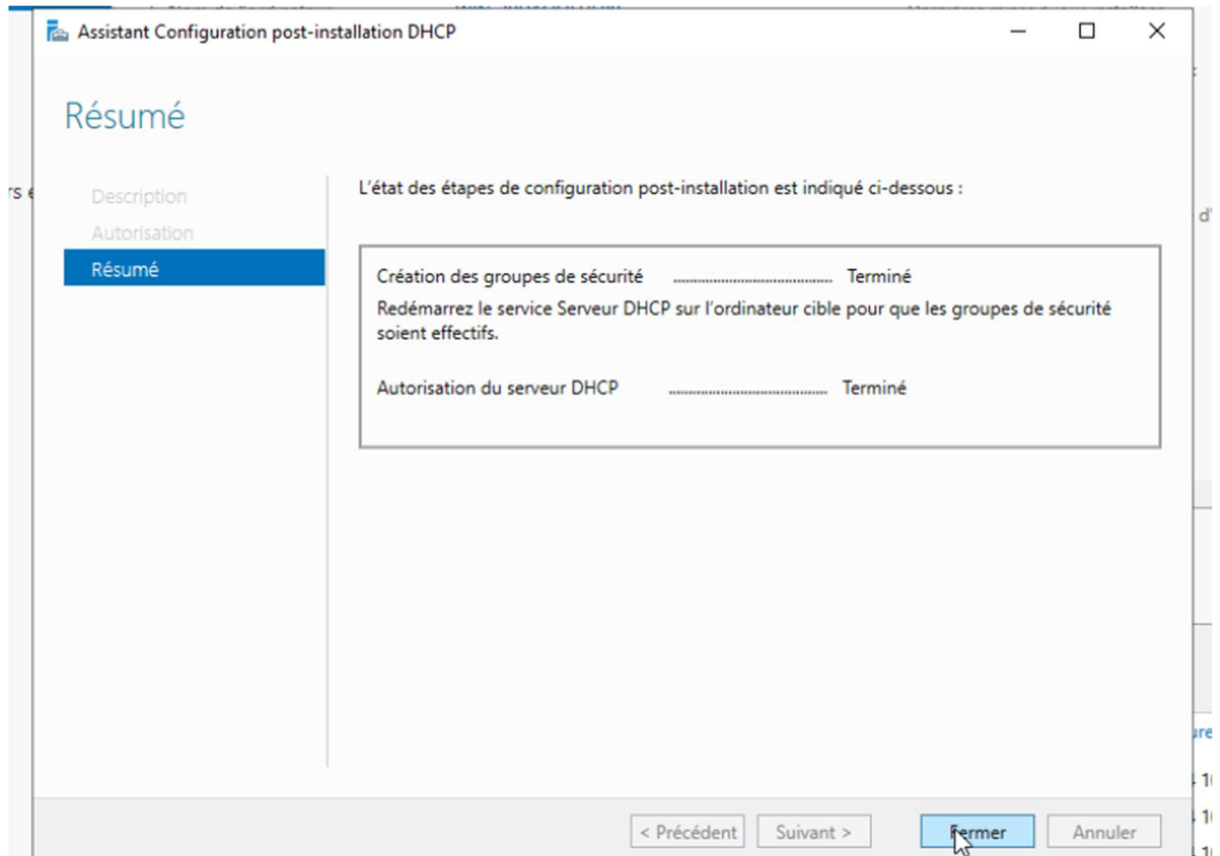 Assistant Configuration post-installation DHCP
Résumé
Description
Autorisation
Résumé
L'état des étapes de configuration post-installation est indiqué ci-dessous :
Création des groupes de sécurité ........................................ Terminé
Redémarrez le service Serveur DHCP sur l'ordinateur cible pour que les groupes de sécurité
soient effectifs.
Autorisation du serveur DHCP ........................................ Terminé
< Précédent
Suivant >
Fermer
Annuler